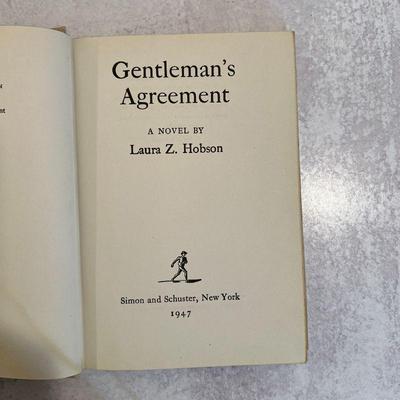 Gentleman's
Agreement
A NOVEL BY
Laura Z. Hobson
Simon and Schuster, New York
1947